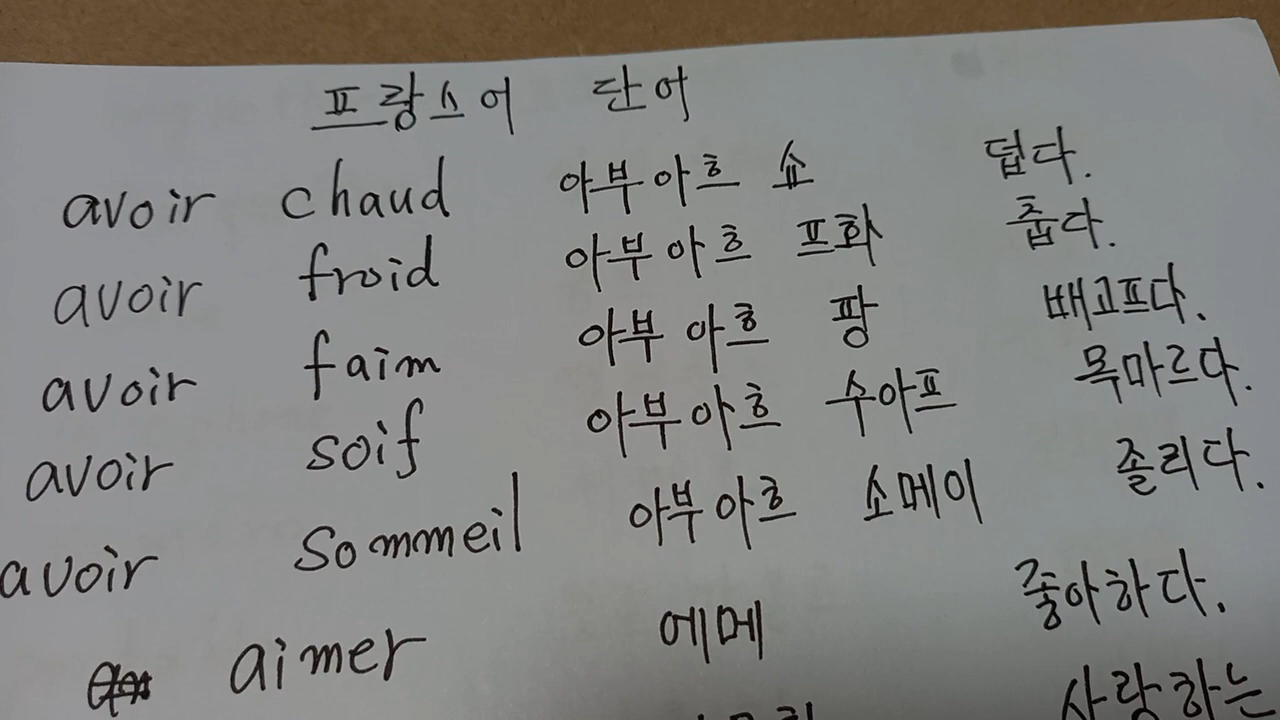 프랑스어 단어
avoir chaud 아부아흐 쇼 덥다.
avoir froid 아부아흐 프화 춥다.
avoir faim 아부아흐 팡 배고프다.
avoir soif 아부아흐 수아프 목마르다.
avoir sommeil 아부아흐 소메이 졸리다.
aimer 에메 좋아하다.
사랑하는